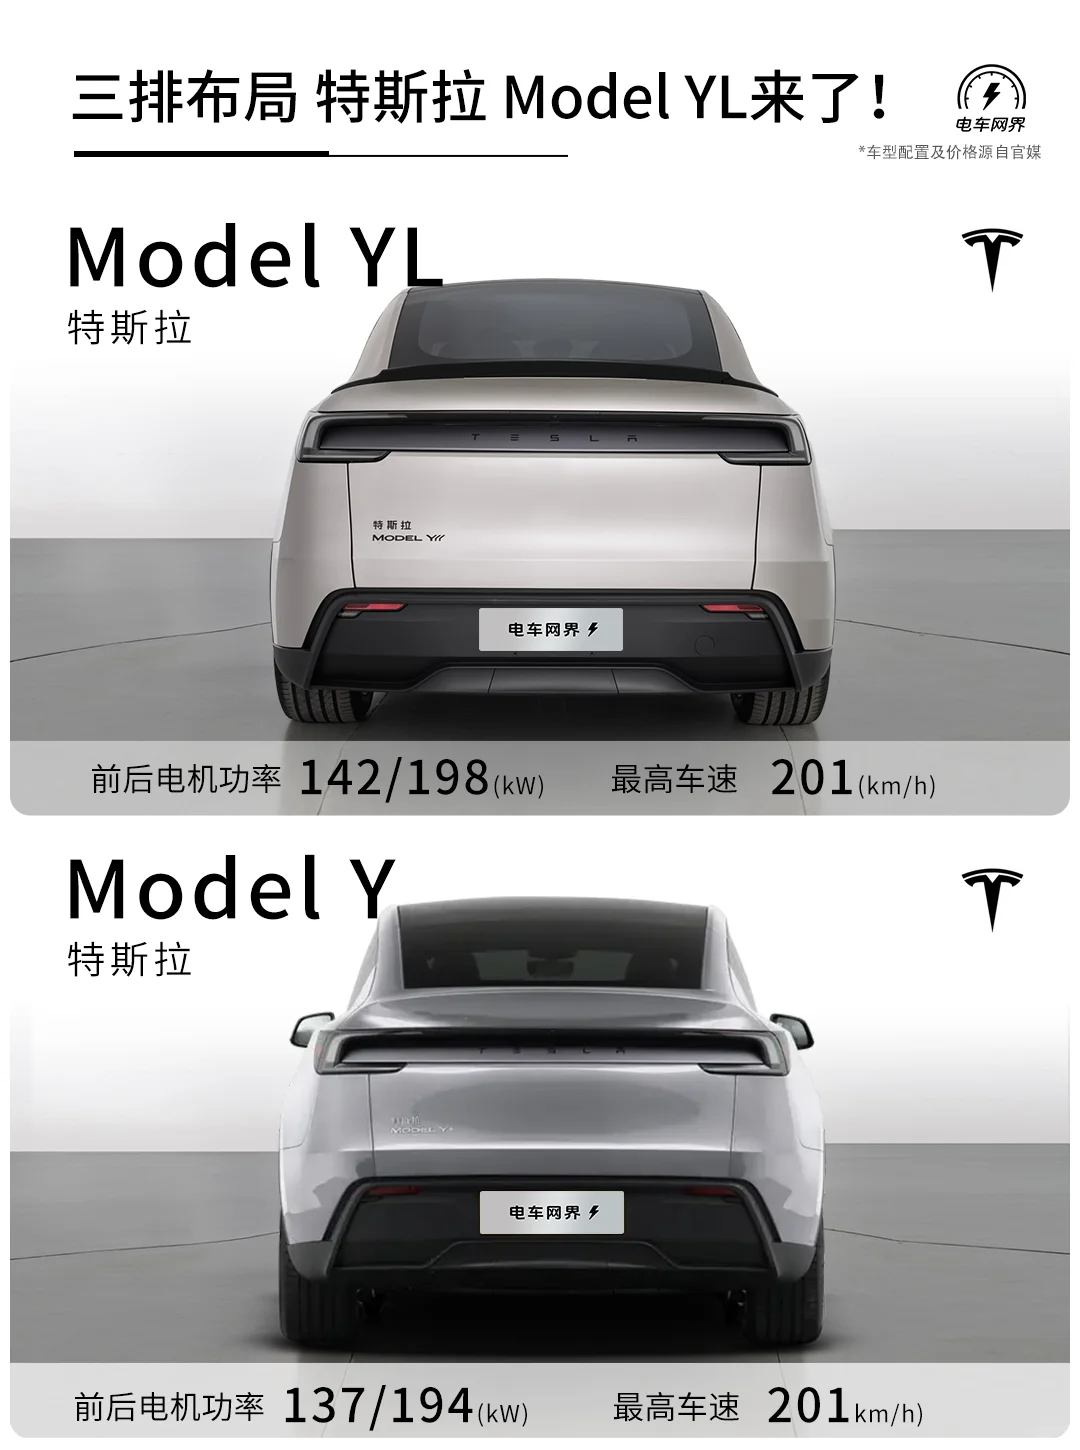 三排布局 特斯拉 Model YL来了！
电车网界
*车型配置及价格源自官媒
Model YL
特斯拉
TESLA
特斯拉
MODEL Y
电车网界
前后电机功率 142/198(kW) 最高车速 201(km/h)
Model Y
特斯拉
TESLA
MODEL Y
电车网界
前后电机功率 137/194(kW) 最高车速 201km/h)